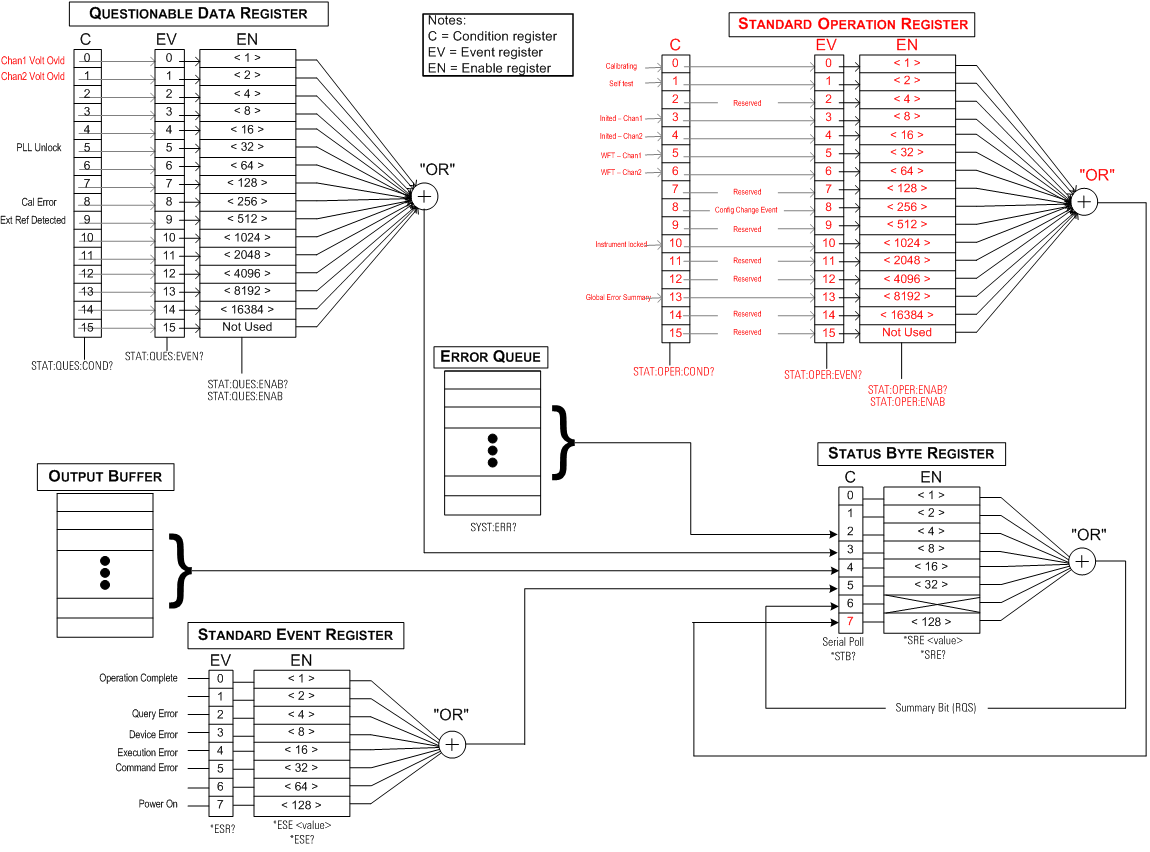 QUESTIONABLE DATA REGISTER
C EV EN
Chan1 Volt Ovld 0 0 < 1 >
Chan2 Volt Ovld 1 1 < 2 >
2 2 < 4 >
3 3 < 8 >
4 4 < 16 >
PLL Unlock 5 5 < 32 >
6 6 < 64 >
7 7 < 128 >
Cal Error 8 8 < 256 >
Ext Ref Detected 9 9 < 512 >
10 10 < 1024 >
11 11 < 2048 >
12 12 < 4096 >
13 13 < 8192 >
14 14 < 16384 >
15 15 Not Used
"OR"
+
STAT:QUES:COND?
STAT:QUES:EVEN?
STAT:QUES:ENAB?
STAT:QUES:ENAB
Notes:
C = Condition register
EV = Event register
EN = Enable register
STANDARD OPERATION REGISTER
C EV EN
Calibrating 0 0 < 1 >
Self test 1 1 < 2 >
2 Reserved 2 < 4 >
Inited – Chan1 3 3 < 8 >
Inited – Chan2 4 4 < 16 >
WFT – Chan1 5 5 < 32 >
WFT – Chan2 6 6 < 64 >
7 Reserved 7 < 128 >
8 Config Change Event 8 < 256 >
9 Reserved 9 < 512 >
Instrument locked 10 10 < 1024 >
11 Reserved 11 < 2048 >
12 Reserved 12 < 4096 >
Global Error Summary 13 13 < 8192 >
14 Reserved 14 < 16384 >
15 Reserved 15 Not Used
"OR"
+
STAT:OPER:COND?
STAT:OPER:EVEN?
STAT:OPER:ENAB?
STAT:OPER:ENAB
ERROR QUEUE
SYST:ERR?
OUTPUT BUFFER
STATUS BYTE REGISTER
C EN
0 < 1 >
1 < 2 >
2 < 4 >
3 < 8 >
4 < 16 >
5 < 32 >
6
7 < 128 >
"OR"
+
Serial Poll
*STB?
*SRE <value>
*SRE?
Summary Bit (RQS)
STANDARD EVENT REGISTER
EV EN
Operation Complete 0 < 1 >
1 < 2 >
Query Error 2 < 4 >
Device Error 3 < 8 >
Execution Error 4 < 16 >
Command Error 5 < 32 >
6 < 64 >
Power On 7 < 128 >
"OR"
+
*ESR?
*ESE <value>
*ESE?